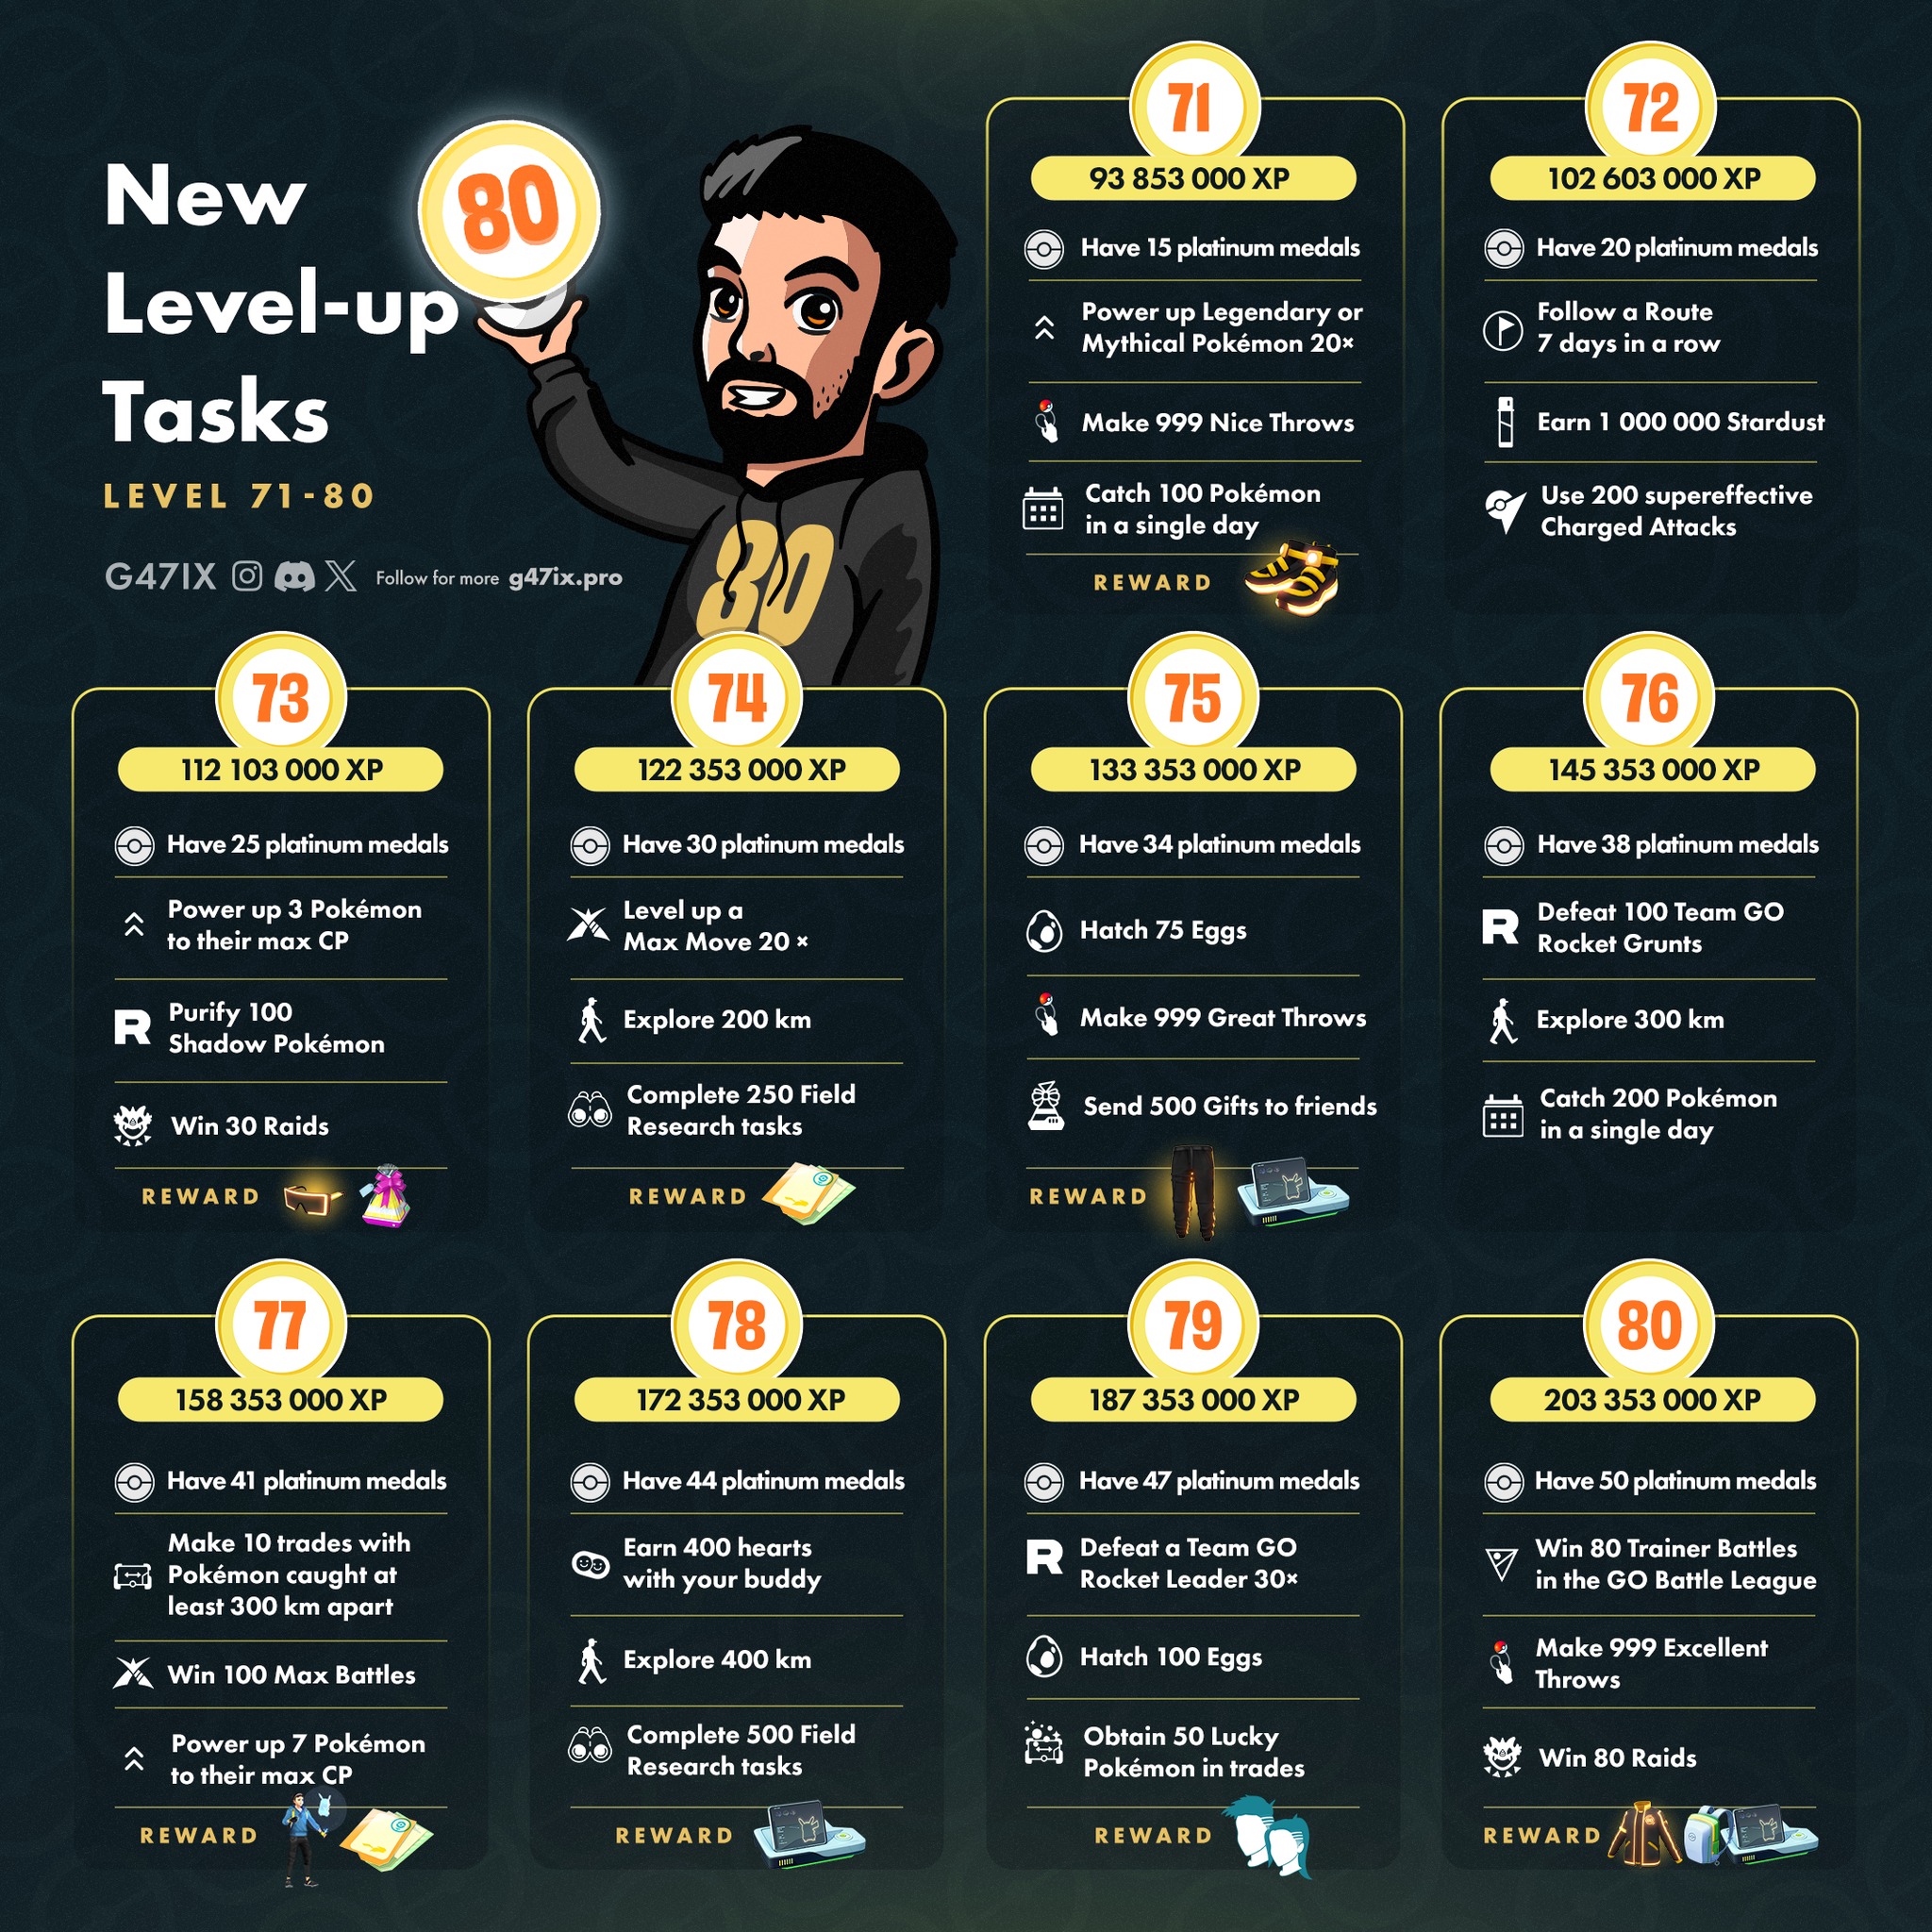 New
Level-up
Tasks
80
LEVEL 71-80
G47IX Follow for more g47ix.pro
80
71
93 853 000 XP
Have 15 platinum medals
Power up Legendary or
Mythical Pokémon 20×
Make 999 Nice Throws
Catch 100 Pokémon
in a single day
REWARD
72
102 603 000 XP
Have 20 platinum medals
Follow a Route
7 days in a row
Earn 1 000 000 Stardust
Use 200 supereffective
Charged Attacks
73
112 103 000 XP
Have 25 platinum medals
Power up 3 Pokémon
to their max CP
R
Purify 100
Shadow Pokémon
Win 30 Raids
REWARD
74
122 353 000 XP
Have 30 platinum medals
Level up a
Max Move 20 ×
Explore 200 km
Complete 250 Field
Research tasks
REWARD
75
133 353 000 XP
Have 34 platinum medals
Hatch 75 Eggs
Make 999 Great Throws
Send 500 Gifts to friends
REWARD
76
145 353 000 XP
Have 38 platinum medals
R
Defeat 100 Team GO
Rocket Grunts
Explore 300 km
Catch 200 Pokémon
in a single day
77
158 353 000 XP
Have 41 platinum medals
Make 10 trades with
Pokémon caught at
least 300 km apart
Win 100 Max Battles
Power up 7 Pokémon
to their max CP
REWARD
78
172 353 000 XP
Have 44 platinum medals
Earn 400 hearts
with your buddy
Explore 400 km
Complete 500 Field
Research tasks
REWARD
79
187 353 000 XP
Have 47 platinum medals
R
Defeat a Team GO
Rocket Leader 30×
Hatch 100 Eggs
Obtain 50 Lucky
Pokémon in trades
REWARD
80
203 353 000 XP
Have 50 platinum medals
Win 80 Trainer Battles
in the GO Battle League
Make 999 Excellent
Throws
Win 80 Raids
REWARD